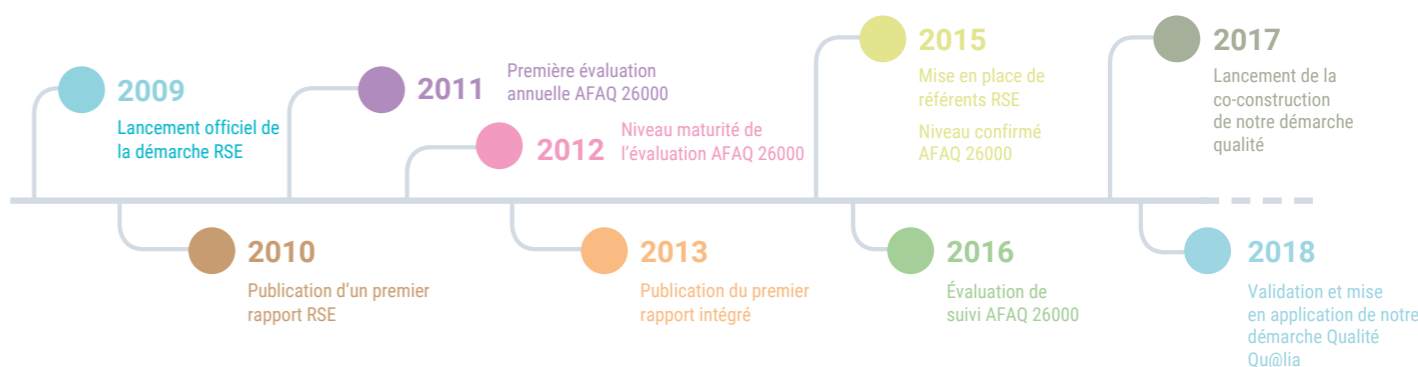 2009
Lancement officiel de
la démarche RSE
2010
Publication d'un premier
rapport RSE
2011
Première évaluation
annuelle AFAQ 26000
2012
Niveau maturité de
l'évaluation AFAQ 26000
2013
Publication du premier
rapport intégré
2015
Mise en place de
référents RSE
Niveau confirmé
AFAQ 26000
2016
Évaluation de
suivi AFAQ 26000
2017
Lancement de la
co-construction
de notre démarche
qualité
2018
Validation et mise
en application de notre
démarche Qualité
Qu@lia